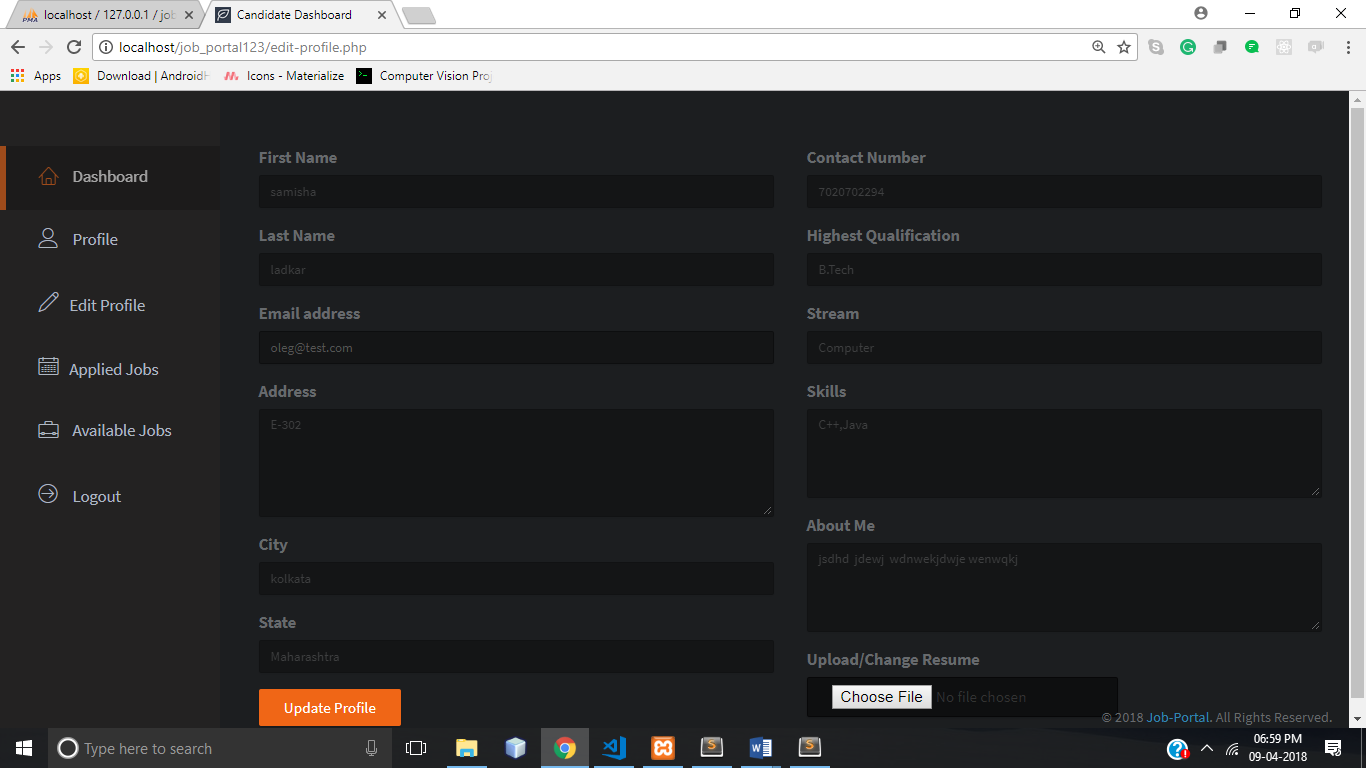 localhost / 127.0.0.1 / job
Candidate Dashboard
localhost/job_portal123/edit-profile.php
Apps
Download | AndroidH
Icons - Materialize
Computer Vision Proj
Dashboard
Profile
Edit Profile
Applied Jobs
Available Jobs
Logout
First Name
samisha
Last Name
ladkar
Email address
oleg@test.com
Address
E-302
City
kolkata
State
Maharashtra
Update Profile
Contact Number
7020702294
Highest Qualification
B.Tech
Stream
Computer
Skills
C++,Java
About Me
jsdhd jdewj wdnwekjdwje wenwqkj
Upload/Change Resume
Choose File No file chosen
© 2018 Job-Portal. All Rights Reserved.
Type here to search
06:59 PM
09-04-2018